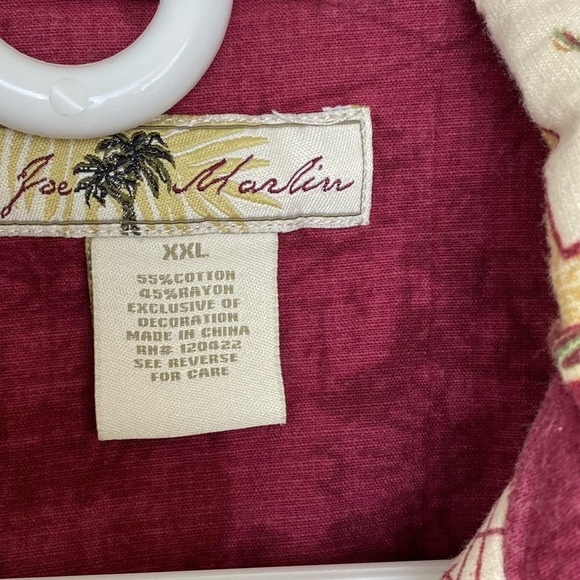 Joe Marlin
XXL
55%COTTON
45%RAYON
EXCLUSIVE OF
DECORATION
MADE IN CHINA
RN# 120422
SEE REVERSE
FOR CARE